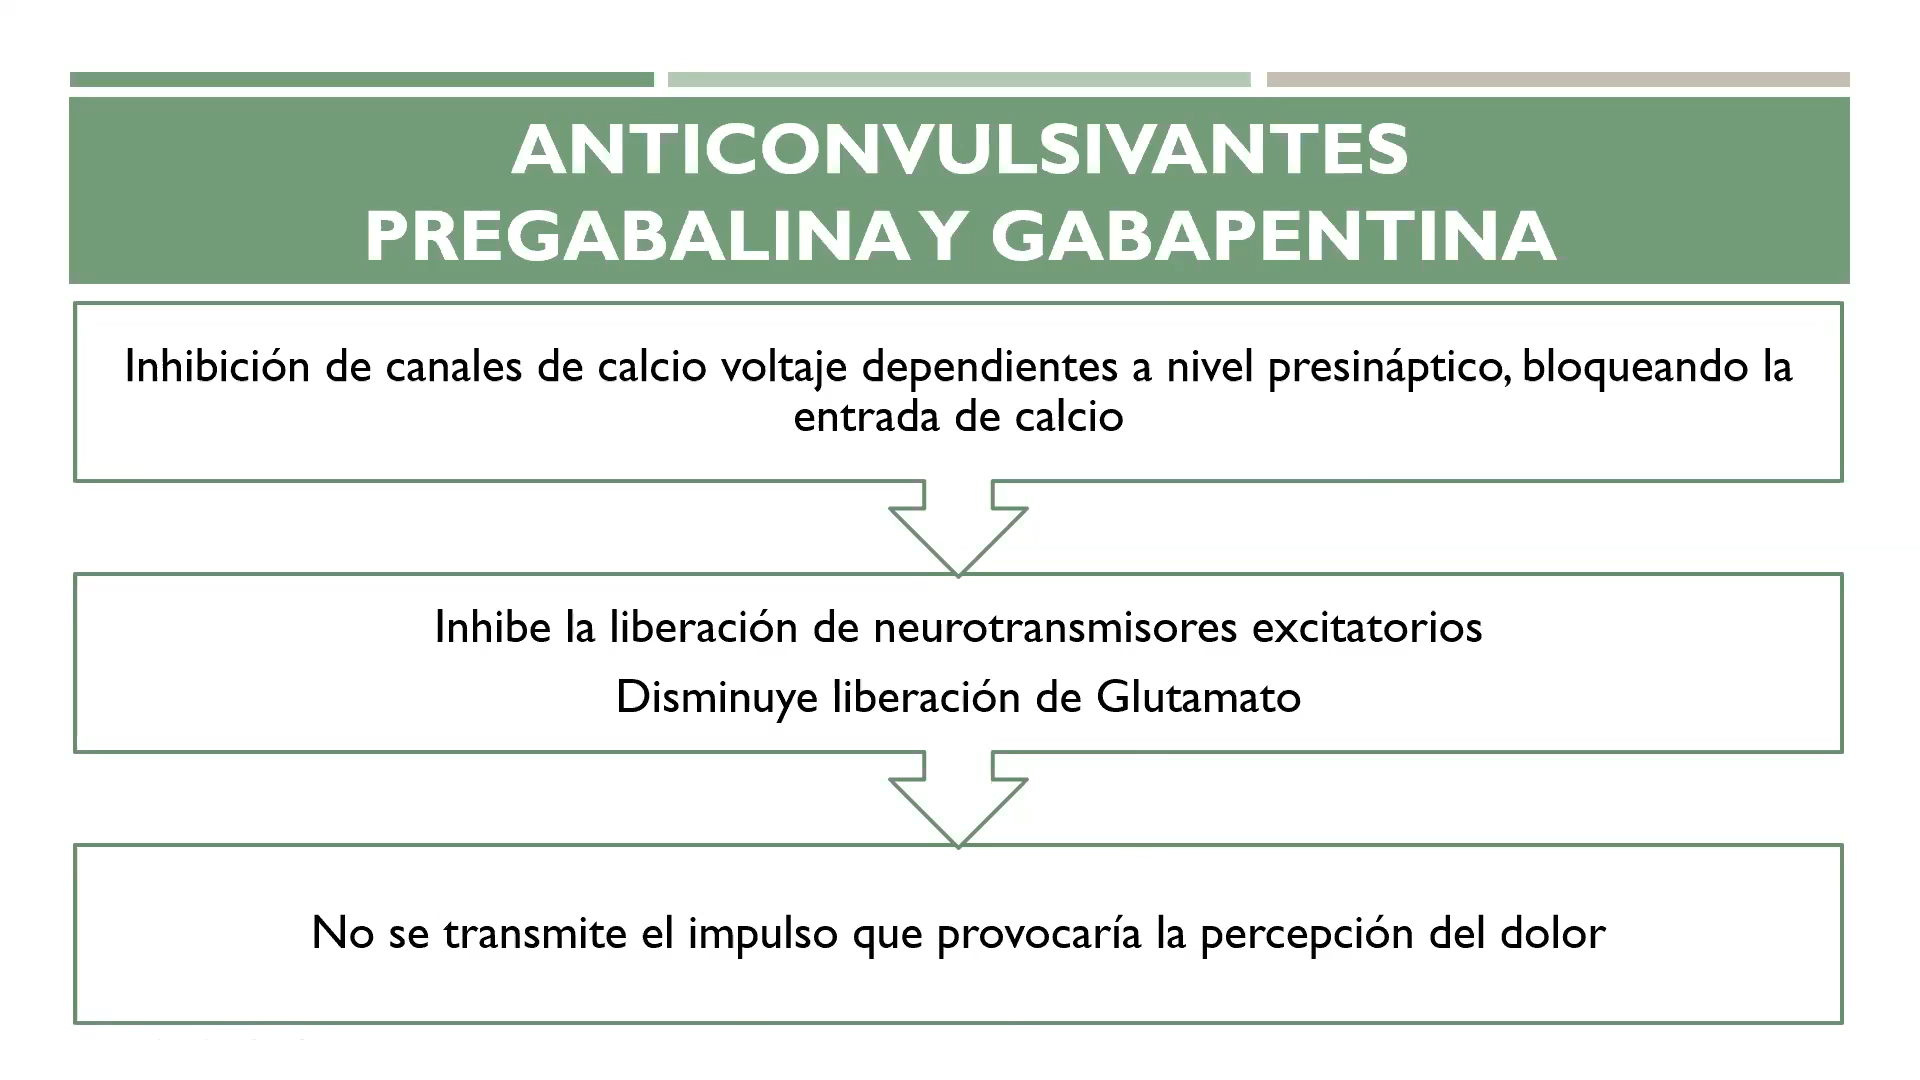 ANTICONVULSIVANTES
PREGABALINA Y GABAPENTINA
Inhibición de canales de calcio voltaje dependientes a nivel presináptico, bloqueando la
entrada de calcio
Inhibe la liberación de neurotransmisores excitatorios
Disminuye liberación de Glutamato
No se transmite el impulso que provocaría la percepción del dolor